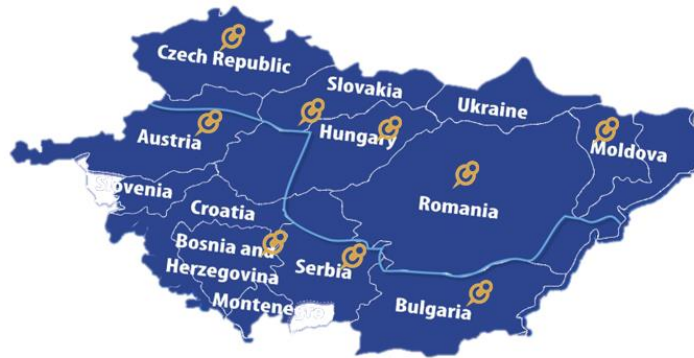 Czech Republic
Slovakia
Ukraine
Austria
Hungary
Moldova
Slovenia
Croatia
Romania
Bosnia and
Herzegovina
Serbia
Montenegro
Bulgaria